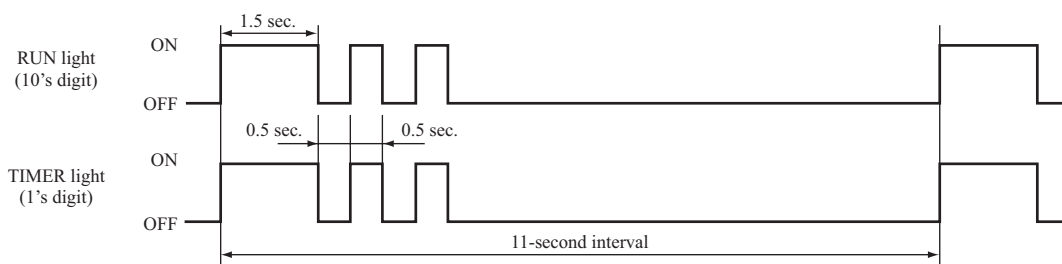 1.5 sec.
ON
RUN light
(10's digit)
OFF
0.5 sec.
0.5 sec.
ON
TIMER light
(1's digit)
OFF
11-second interval